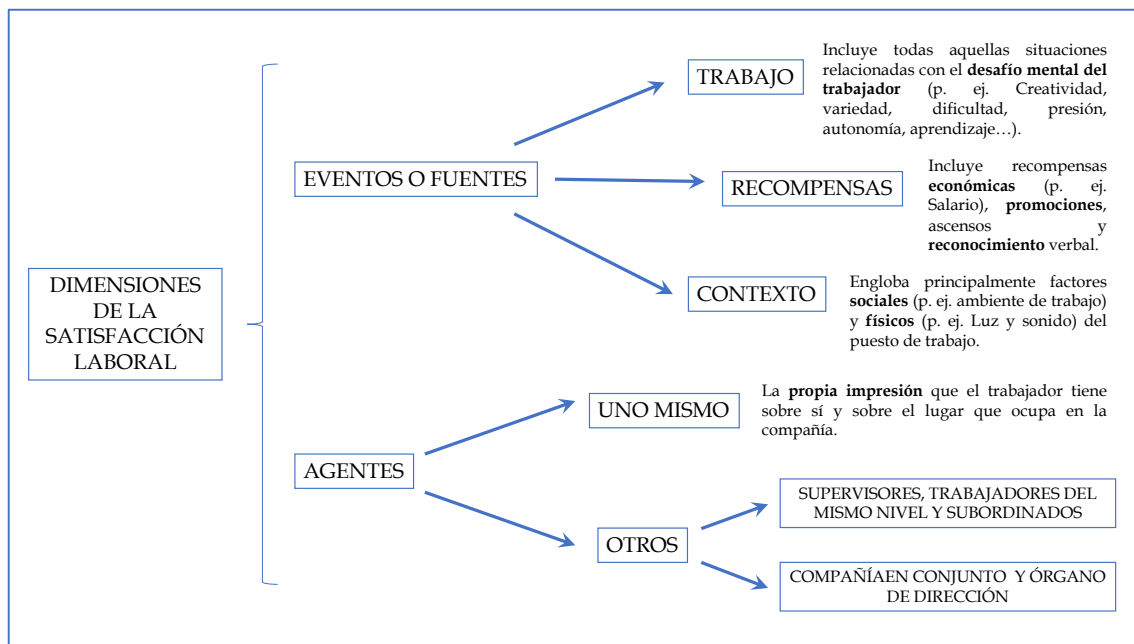 DIMENSIONES
DE LA
SATISFACCIÓN
LABORAL
EVENTOS O FUENTES
TRABAJO
Incluye todas aquellas situaciones
relacionadas con el desafío mental del
trabajador (p. ej. Creatividad,
variedad, dificultad, presión,
autonomía, aprendizaje…).
RECOMPENSAS
Incluye recompensas
económicas (p. ej.
Salario), promociones,
ascensos y
reconocimiento verbal.
CONTEXTO
Engloba principalmente factores
sociales (p. ej. ambiente de trabajo)
y físicos (p. ej. Luz y sonido) del
puesto de trabajo.
AGENTES
UNO MISMO
La propia impresión que el trabajador tiene
sobre sí y sobre el lugar que ocupa en la
compañía.
OTROS
SUPERVISORES, TRABAJADORES DEL
MISMO NIVEL Y SUBORDINADOS
COMPAÑÍAEN CONJUNTO Y ÓRGANO
DE DIRECCIÓN